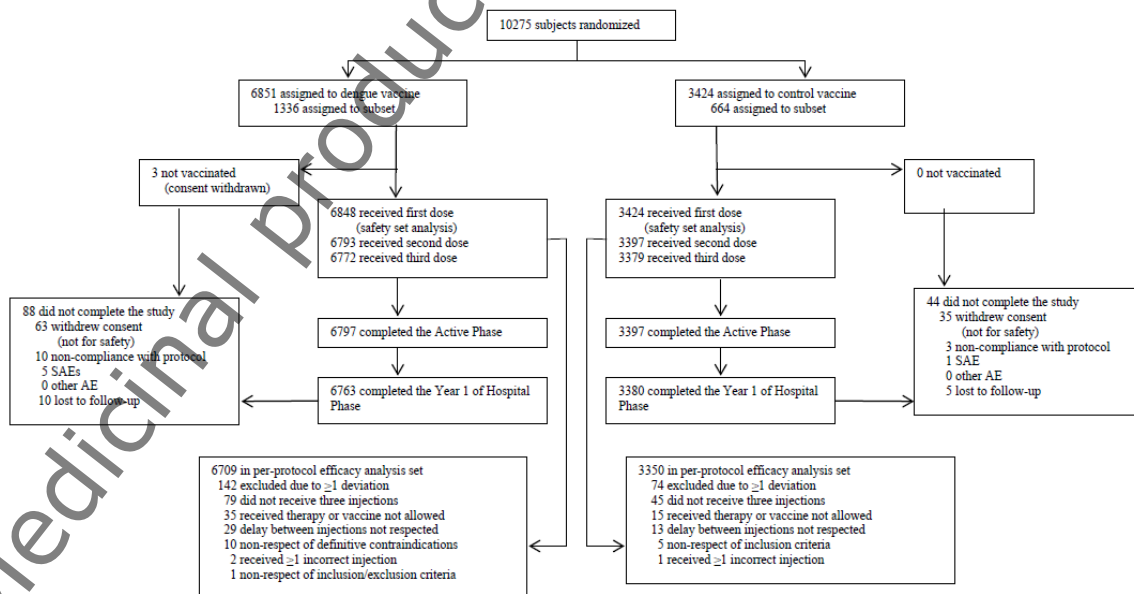 10275 subjects randomized
6851 assigned to dengue vaccine
1336 assigned to subset
3424 assigned to control vaccine
664 assigned to subset
3 not vaccinated
(consent withdrawn)
0 not vaccinated
6848 received first dose
(safety set analysis)
6793 received second dose
6772 received third dose
3424 received first dose
(safety set analysis)
3397 received second dose
3379 received third dose
88 did not complete the study
63 withdrew consent
(not for safety)
10 non-compliance with protocol
5 SAEs
0 other AE
10 lost to follow-up
6797 completed the Active Phase
3397 completed the Active Phase
44 did not complete the study
35 withdrew consent
(not for safety)
3 non-compliance with protocol
1 SAE
0 other AE
5 lost to follow-up
6763 completed the Year 1 of Hospital
Phase
3380 completed the Year 1 of Hospital
Phase
6709 in per-protocol efficacy analysis set
142 excluded due to ≥1 deviation
79 did not receive three injections
35 received therapy or vaccine not allowed
29 delay between injections not respected
10 non-respect of definitive contraindications
2 received ≥1 incorrect injection
1 non-respect of inclusion/exclusion criteria
3350 in per-protocol efficacy analysis set
74 excluded due to ≥1 deviation
45 did not receive three injections
15 received therapy or vaccine not allowed
13 delay between injections not respected
5 non-respect of inclusion criteria
1 received ≥1 incorrect injection